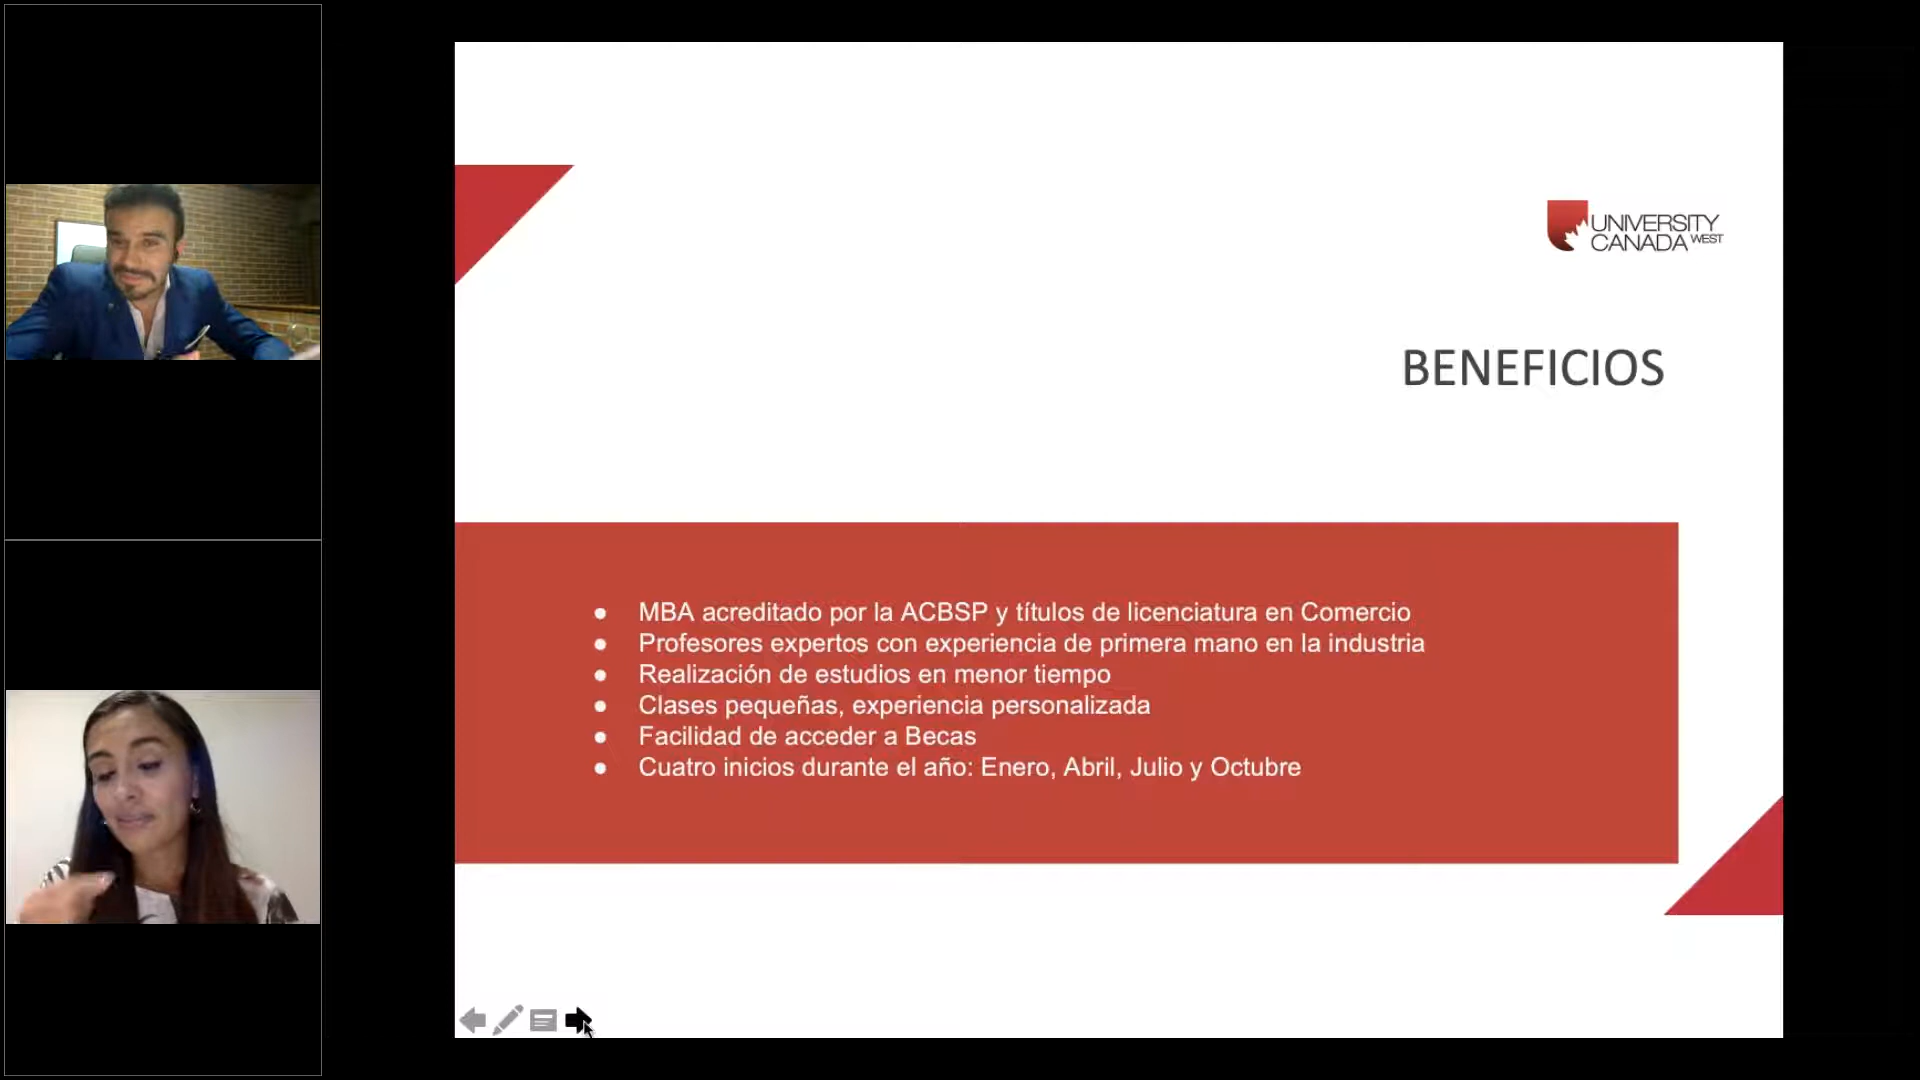 UNIVERSITY
CANADA WEST
BENEFICIOS
● MBA acreditado por la ACBSP y títulos de licenciatura en Comercio
● Profesores expertos con experiencia de primera mano en la industria
● Realización de estudios en menor tiempo
● Clases pequeñas, experiencia personalizada
● Facilidad de acceder a Becas
● Cuatro inicios durante el año: Enero, Abril, Julio y Octubre